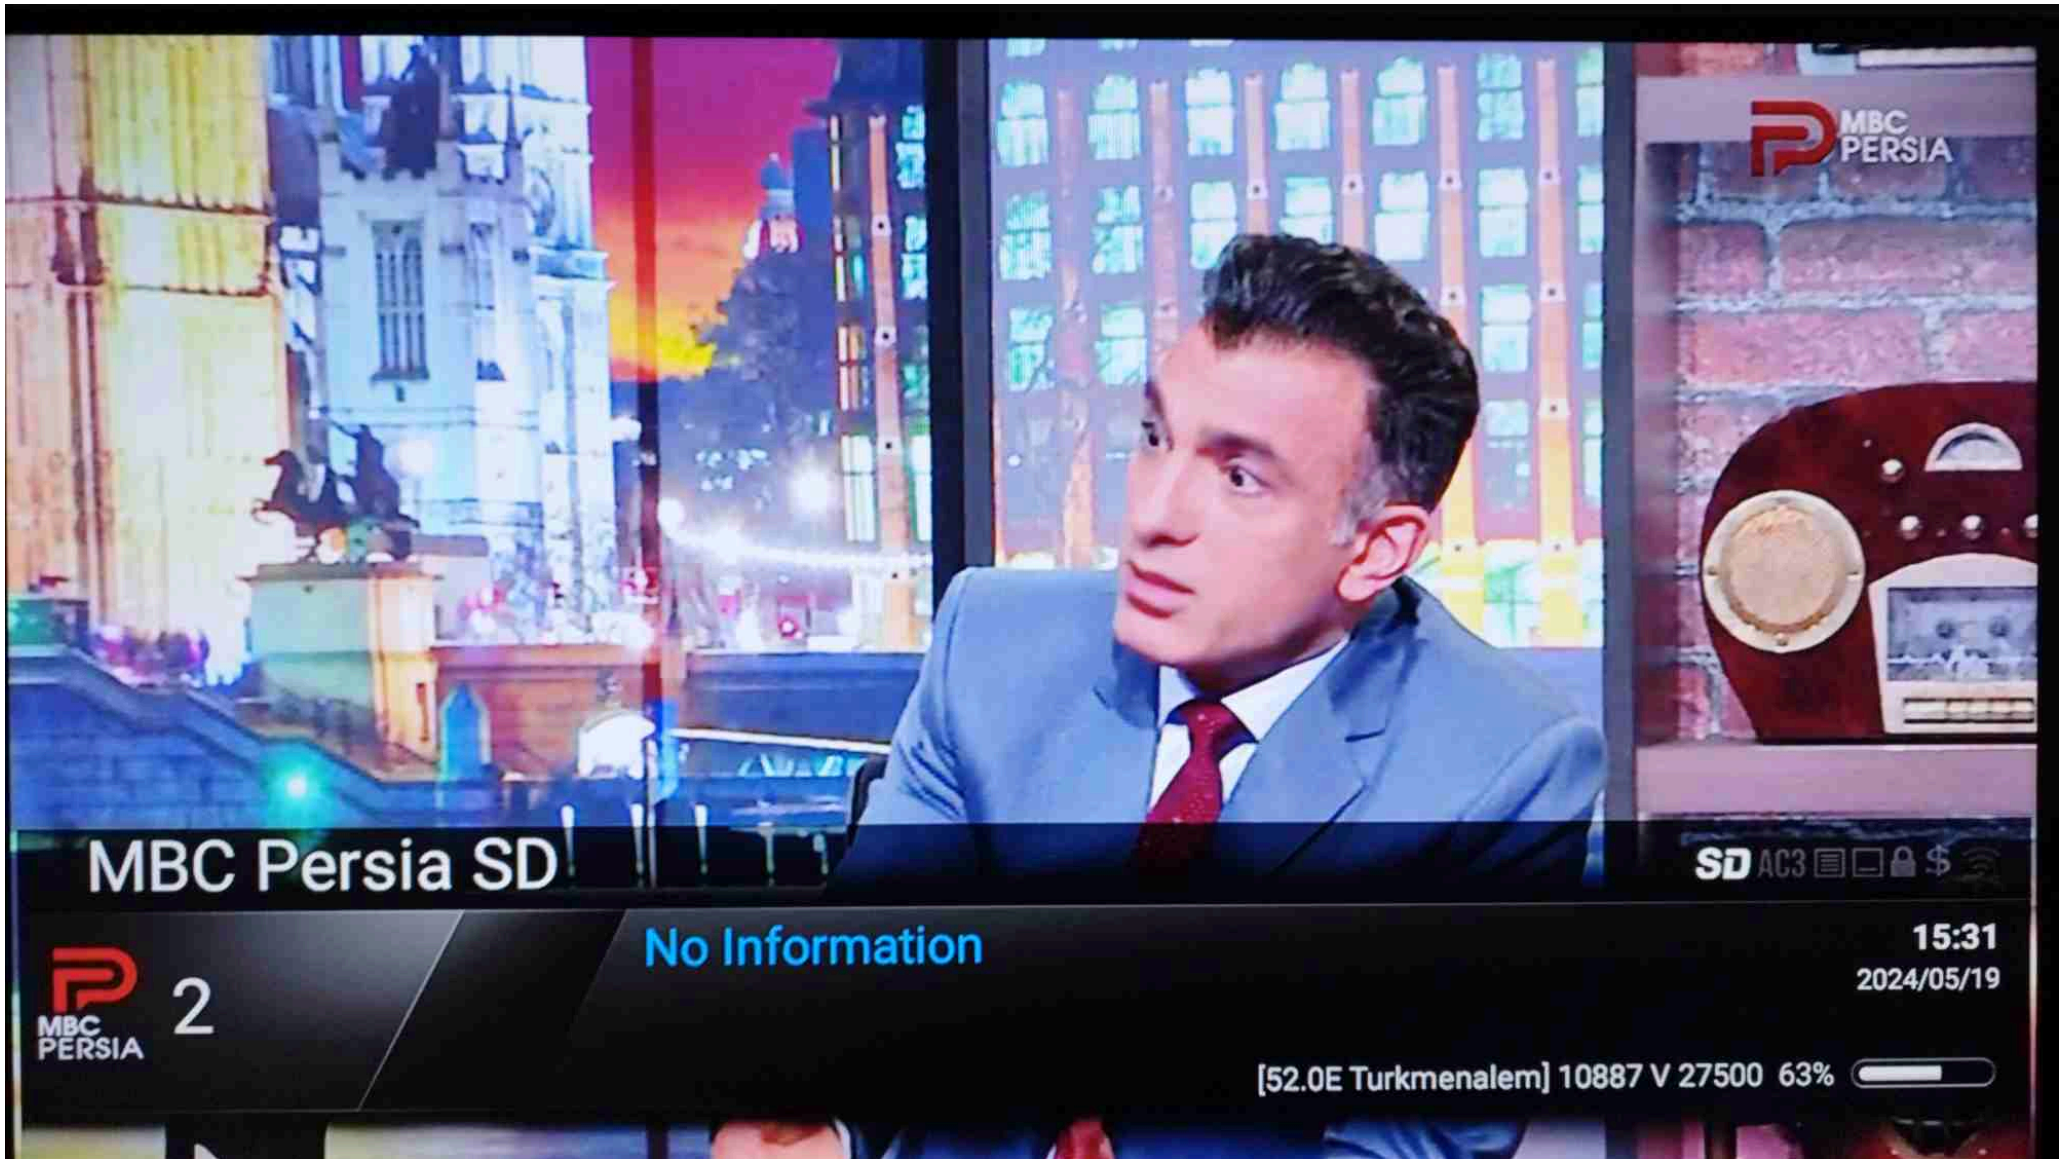 MBC
PERSIA
MBC Persia SD
SD AC3 $
No Information
15:31
2024/05/19
MBC
PERSIA
2
[52.0E Turkmenalem] 10887 V 27500 63%